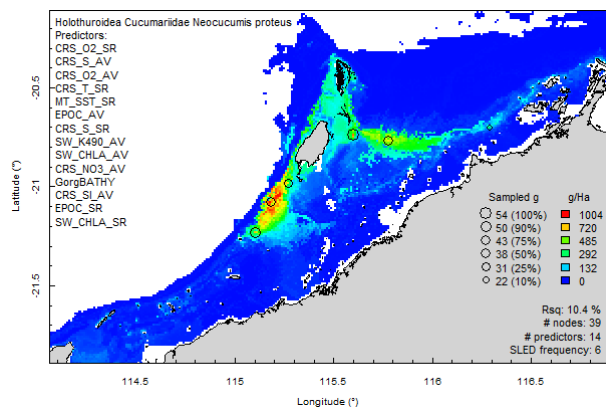 Holothuroidea Cucumariidae Neocucumis proteus
Predictors:
CRS_O2_SR
CRS_S_AV
CRS_O2_AV
CRS_T_SR
MT_SST_SR
EPOC_AV
CRS_S_SR
SW_K490_AV
SW_CHLA_AV
CRS_NO3_AV
GorgBATHY
CRS_SI_AV
EPOC_SR
SW_CHLA_SR
-20.5
-21
-21.5
Latitude (°)
Sampled g g/Ha
54 (100%) 1004
50 (90%) 720
43 (75%) 485
38 (50%) 292
31 (25%) 132
22 (10%) 0
Rsq: 10.4 %
# nodes: 39
# predictors: 14
SLED frequency: 6
114.5 115 115.5 116 116.5
Longitude (°)